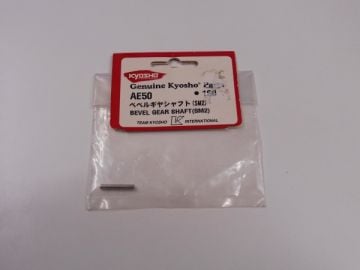 KYOSHO
Genuine Kyosho
AE50
ベベルギヤシャフト(SM2)
BEVEL GEAR SHAFT(SM2)
TEAM KYOSHO K INTERNATIONAL